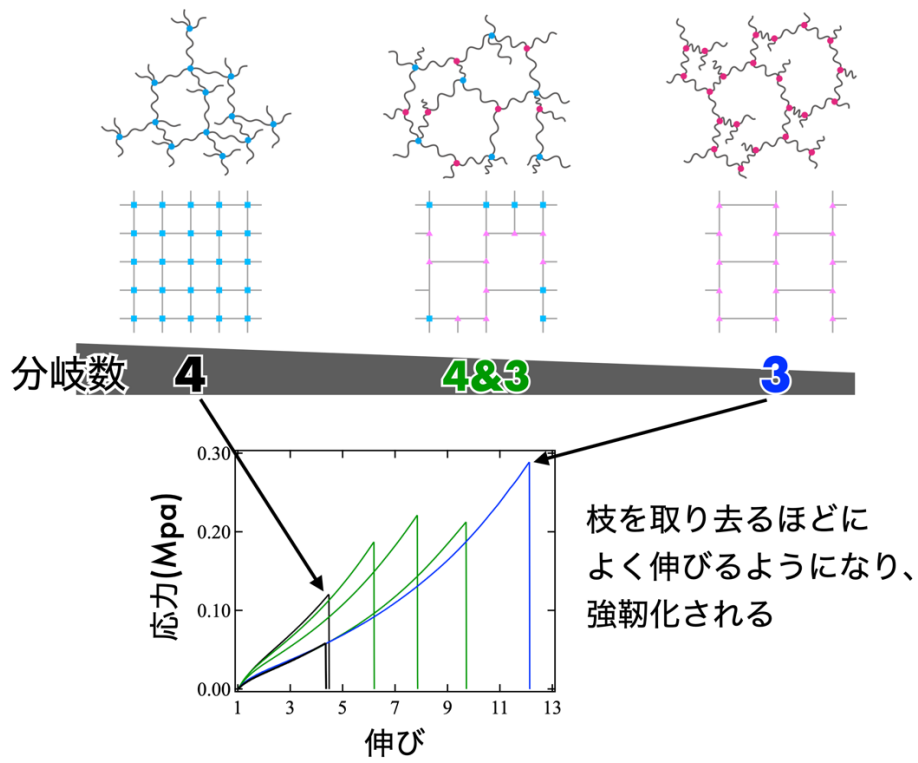 分岐数 4 4&3 3
0.30
0.20
0.10
0.00
応力(Mpa)
1 3 5 7 9 11 13
伸び
枝を取り去るほどに
よく伸びるようになり、
強靭化される